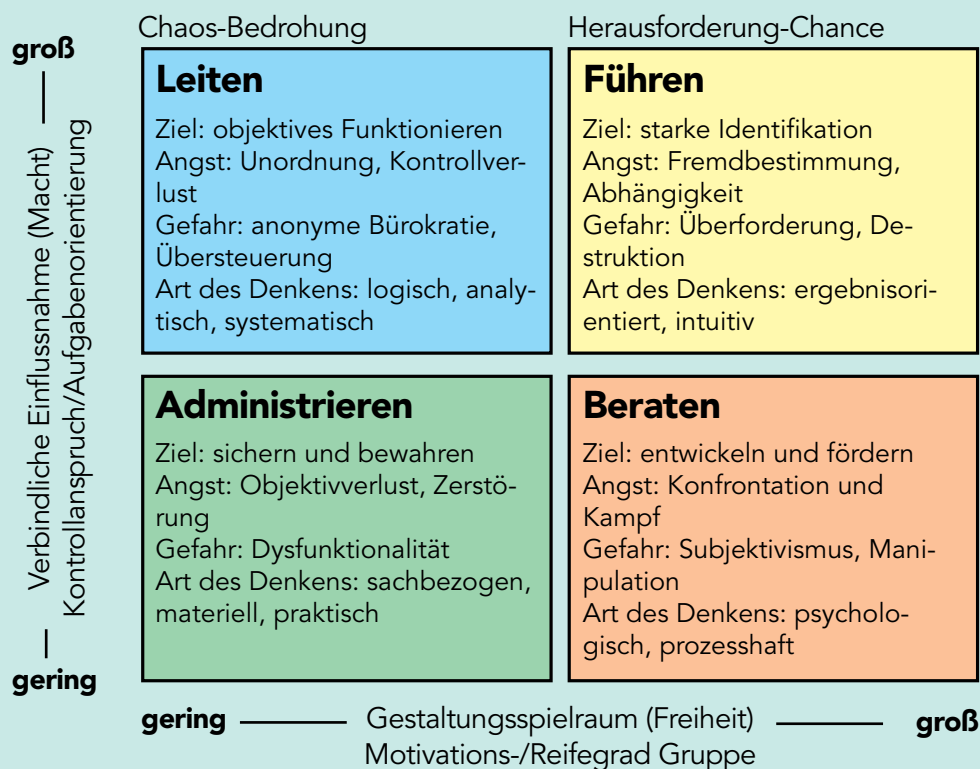 Chaos-Bedrohung
Herausforderung-Chance
groß
Verbindliche Einflussnahme (Macht)
Kontrollanspruch/Aufgabenorientierung
gering
Leiten
Ziel: objektives Funktionieren
Angst: Unordnung, Kontrollver-
lust
Gefahr: anonyme Bürokratie,
Übersteuerung
Art des Denkens: logisch, analy-
tisch, systematisch
Führen
Ziel: starke Identifikation
Angst: Fremdbestimmung,
Abhängigkeit
Gefahr: Überforderung, De-
struktion
Art des Denkens: ergebnisori-
entiert, intuitiv
Administrieren
Ziel: sichern und bewahren
Angst: Objektivverlust, Zerstö-
rung
Gefahr: Dysfunktionalität
Art des Denkens: sachbezogen,
materiell, praktisch
Beraten
Ziel: entwickeln und fördern
Angst: Konfrontation und
Kampf
Gefahr: Subjektivismus, Mani-
pulation
Art des Denkens: psycholo-
gisch, prozesshaft
gering
Gestaltungsspielraum (Freiheit)
groß
Motivations-/Reifegrad Gruppe